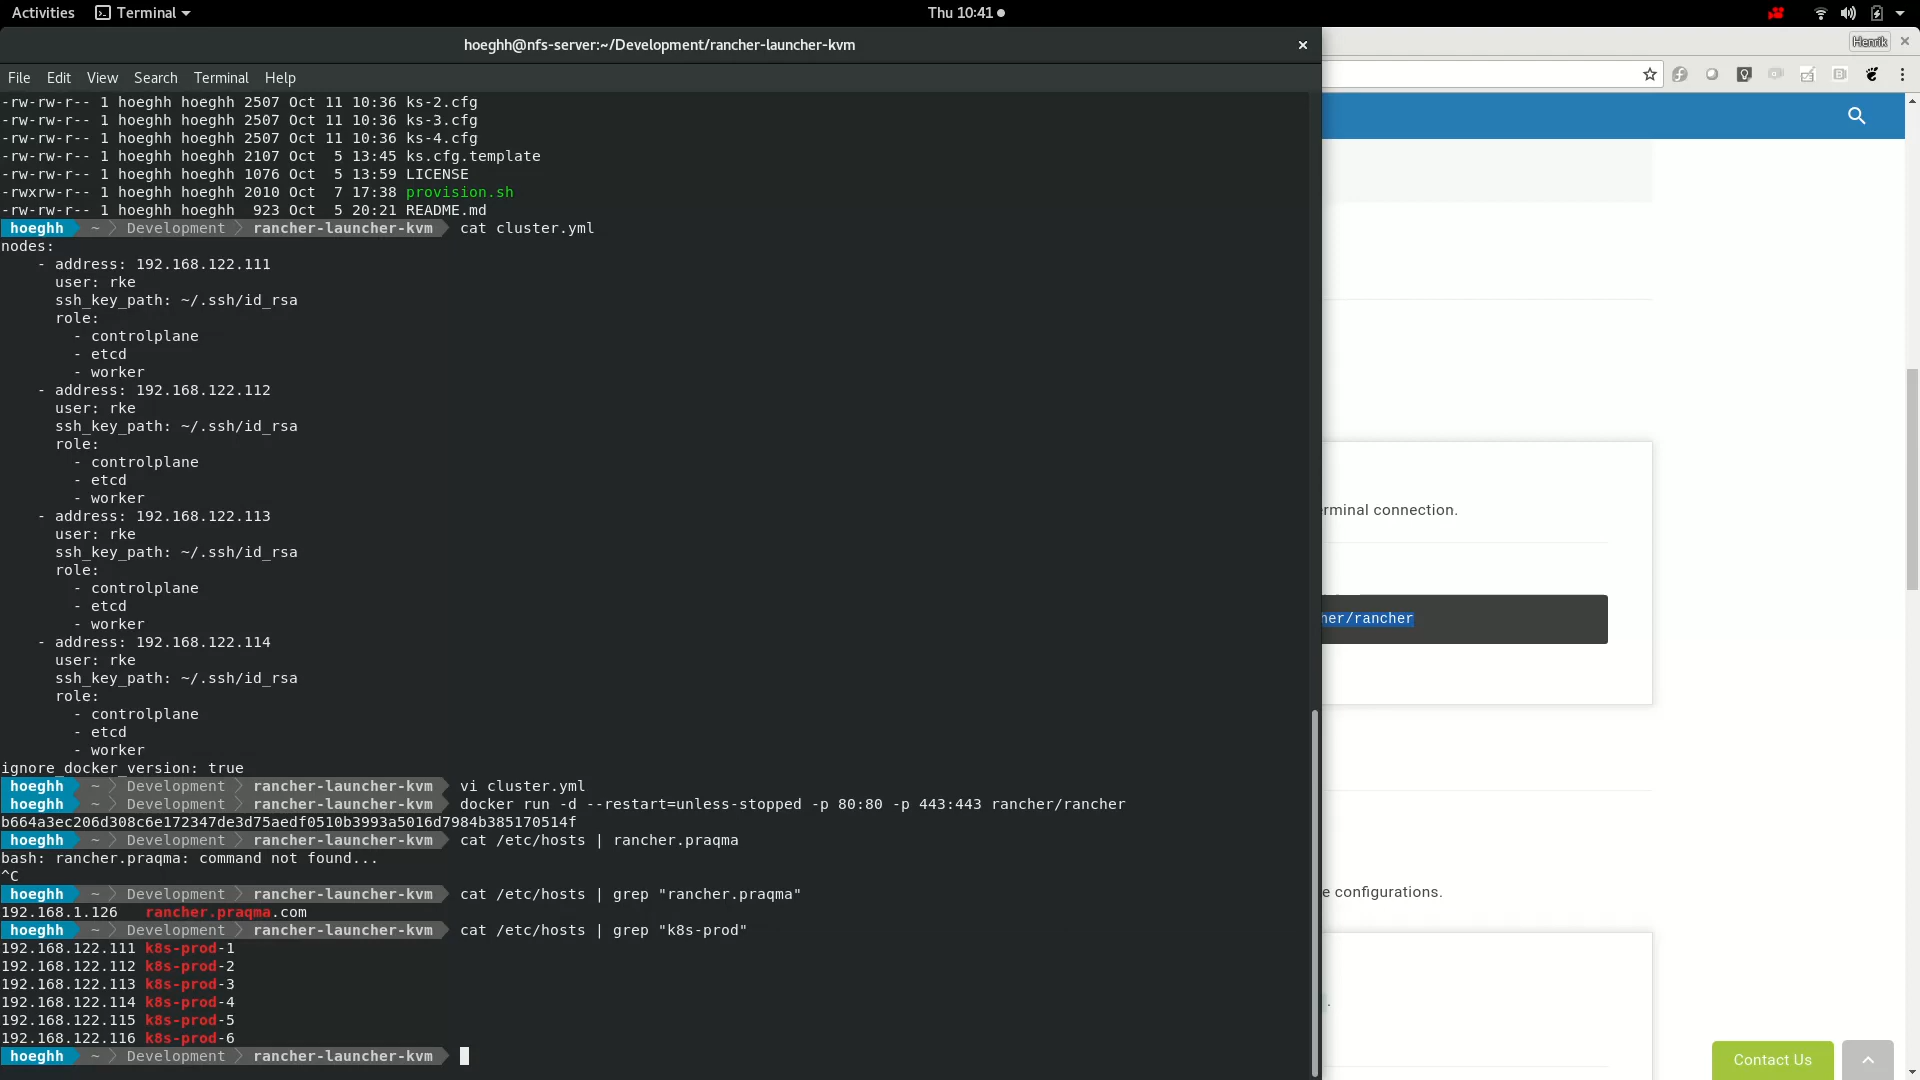 Activities Terminal Thu 10:41
hoeghh@nfs-server:~/Development/rancher-launcher-kvm
Henrik
File Edit View Search Terminal Help
-rw-rw-r-- 1 hoeghh hoeghh 2507 Oct 11 10:36 ks-2.cfg
-rw-rw-r-- 1 hoeghh hoeghh 2507 Oct 11 10:36 ks-3.cfg
-rw-rw-r-- 1 hoeghh hoeghh 2507 Oct 11 10:36 ks-4.cfg
-rw-rw-r-- 1 hoeghh hoeghh 2107 Oct  5 13:45 ks.cfg.template
-rw-rw-r-- 1 hoeghh hoeghh 1076 Oct  5 13:59 LICENSE
-rwxrw-r-- 1 hoeghh hoeghh 2010 Oct  7 17:38 provision.sh
-rw-rw-r-- 1 hoeghh hoeghh  923 Oct  5 20:21 README.md
hoeghh ~ Development rancher-launcher-kvm cat cluster.yml
nodes:
    - address: 192.168.122.111
      user: rke
      ssh_key_path: ~/.ssh/id_rsa
      role:
        - controlplane
        - etcd
        - worker
    - address: 192.168.122.112
      user: rke
      ssh_key_path: ~/.ssh/id_rsa
      role:
        - controlplane
        - etcd
        - worker
    - address: 192.168.122.113
      user: rke
      ssh_key_path: ~/.ssh/id_rsa
      role:
        - controlplane
        - etcd
        - worker
    - address: 192.168.122.114
      user: rke
      ssh_key_path: ~/.ssh/id_rsa
      role:
        - controlplane
        - etcd
        - worker
ignore_docker_version: true
hoeghh ~ Development rancher-launcher-kvm vi cluster.yml
hoeghh ~ Development rancher-launcher-kvm docker run -d --restart=unless-stopped -p 80:80 -p 443:443 rancher/rancher
b664a3ec206d308c6e172347de3d75aedf0510b3993a5016d7984b385170514f
hoeghh ~ Development rancher-launcher-kvm cat /etc/hosts | rancher.praqma
bash: rancher.praqma: command not found...
^C
hoeghh ~ Development rancher-launcher-kvm cat /etc/hosts | grep "rancher.praqma"
192.168.1.126   rancher.praqma.com
hoeghh ~ Development rancher-launcher-kvm cat /etc/hosts | grep "k8s-prod"
192.168.122.111 k8s-prod-1
192.168.122.112 k8s-prod-2
192.168.122.113 k8s-prod-3
192.168.122.114 k8s-prod-4
192.168.122.115 k8s-prod-5
192.168.122.116 k8s-prod-6
hoeghh ~ Development rancher-launcher-kvm
erminal connection.
her/rancher
e configurations.
.
Contact Us